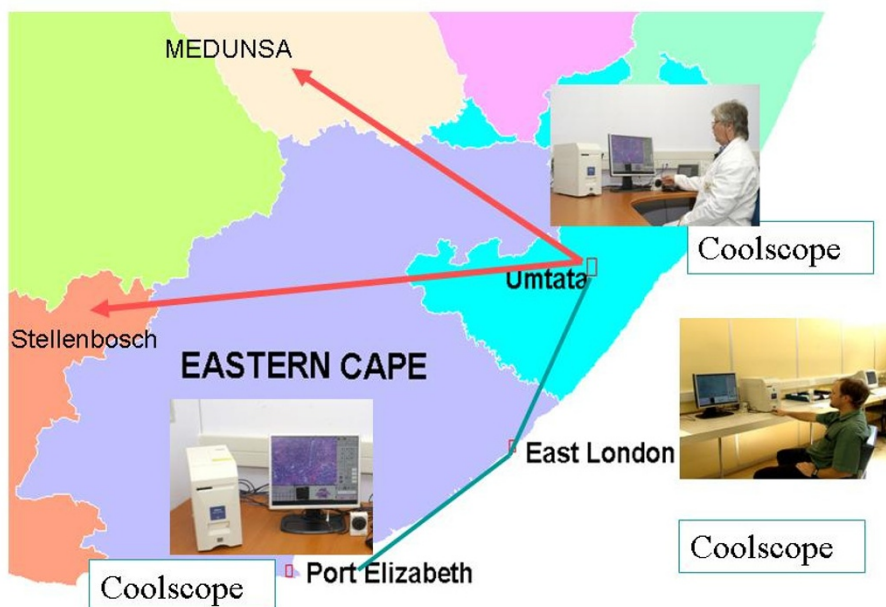 MEDUNSA
Coolscope
Umtata
Stellenbosch
EASTERN CAPE
East London
Coolscope
Port Elizabeth
Coolscope